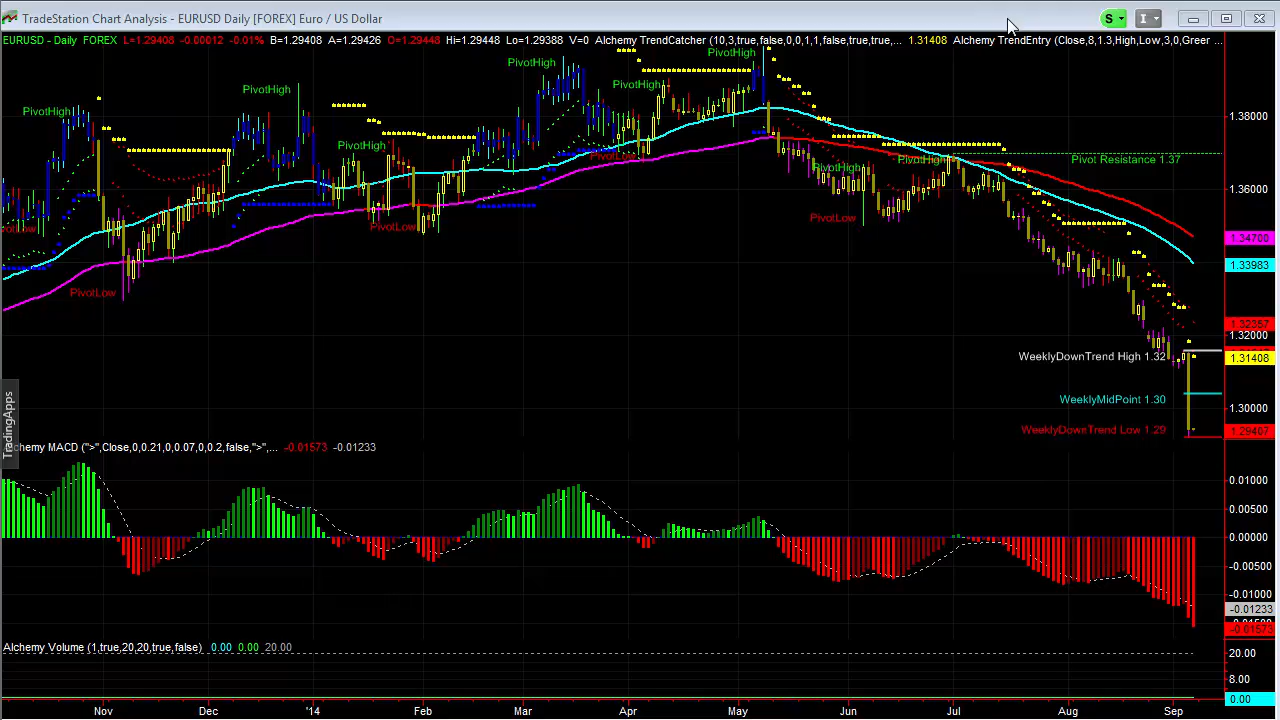 TradeStation Chart Analysis - EURUSD Daily [FOREX] Euro / US Dollar
S
I
EURUSD - Daily FOREX L=1.29408 -0.00012 -0.01% B=1.29408 A=1.29426 O=1.29448 Hi=1.29448 Lo=1.29388 V=0 Alchemy TrendCatcher (10,3,true,false,0,0,1,1,false,true,true,... 1.31408 Alchemy TrendEntry (Close,8,1.3,High,Low,3,0,Greer ...
PivotHigh
PivotHigh
PivotHigh
PivotHigh
PivotHigh
PivotHigh
1.38000
PivotHigh
PivotLow
PivotHigh
PivotHigh
Pivot Resistance 1.37
1.36000
PivotLow
PivotLow
1.34700
1.33983
PivotLow
1.32357
1.32000
WeeklyDownTrend High 1.32
1.31408
WeeklyMidPoint 1.30
1.30000
WeeklyDownTrend Low 1.29
1.29407
TradingApps
lchemy MACD (">",Close,0,0.21,0,0.07,0,0.2,false,">",... -0.01573 -0.01233
0.01000
0.00500
0.00000
-0.00500
-0.01000
-0.01233
-0.01573
Alchemy Volume (1,true,20,20,true,false) 0.00 0.00 20.00
20.00
8.00
0.00
Nov Dec '14 Feb Mar Apr May Jun Jul Aug Sep